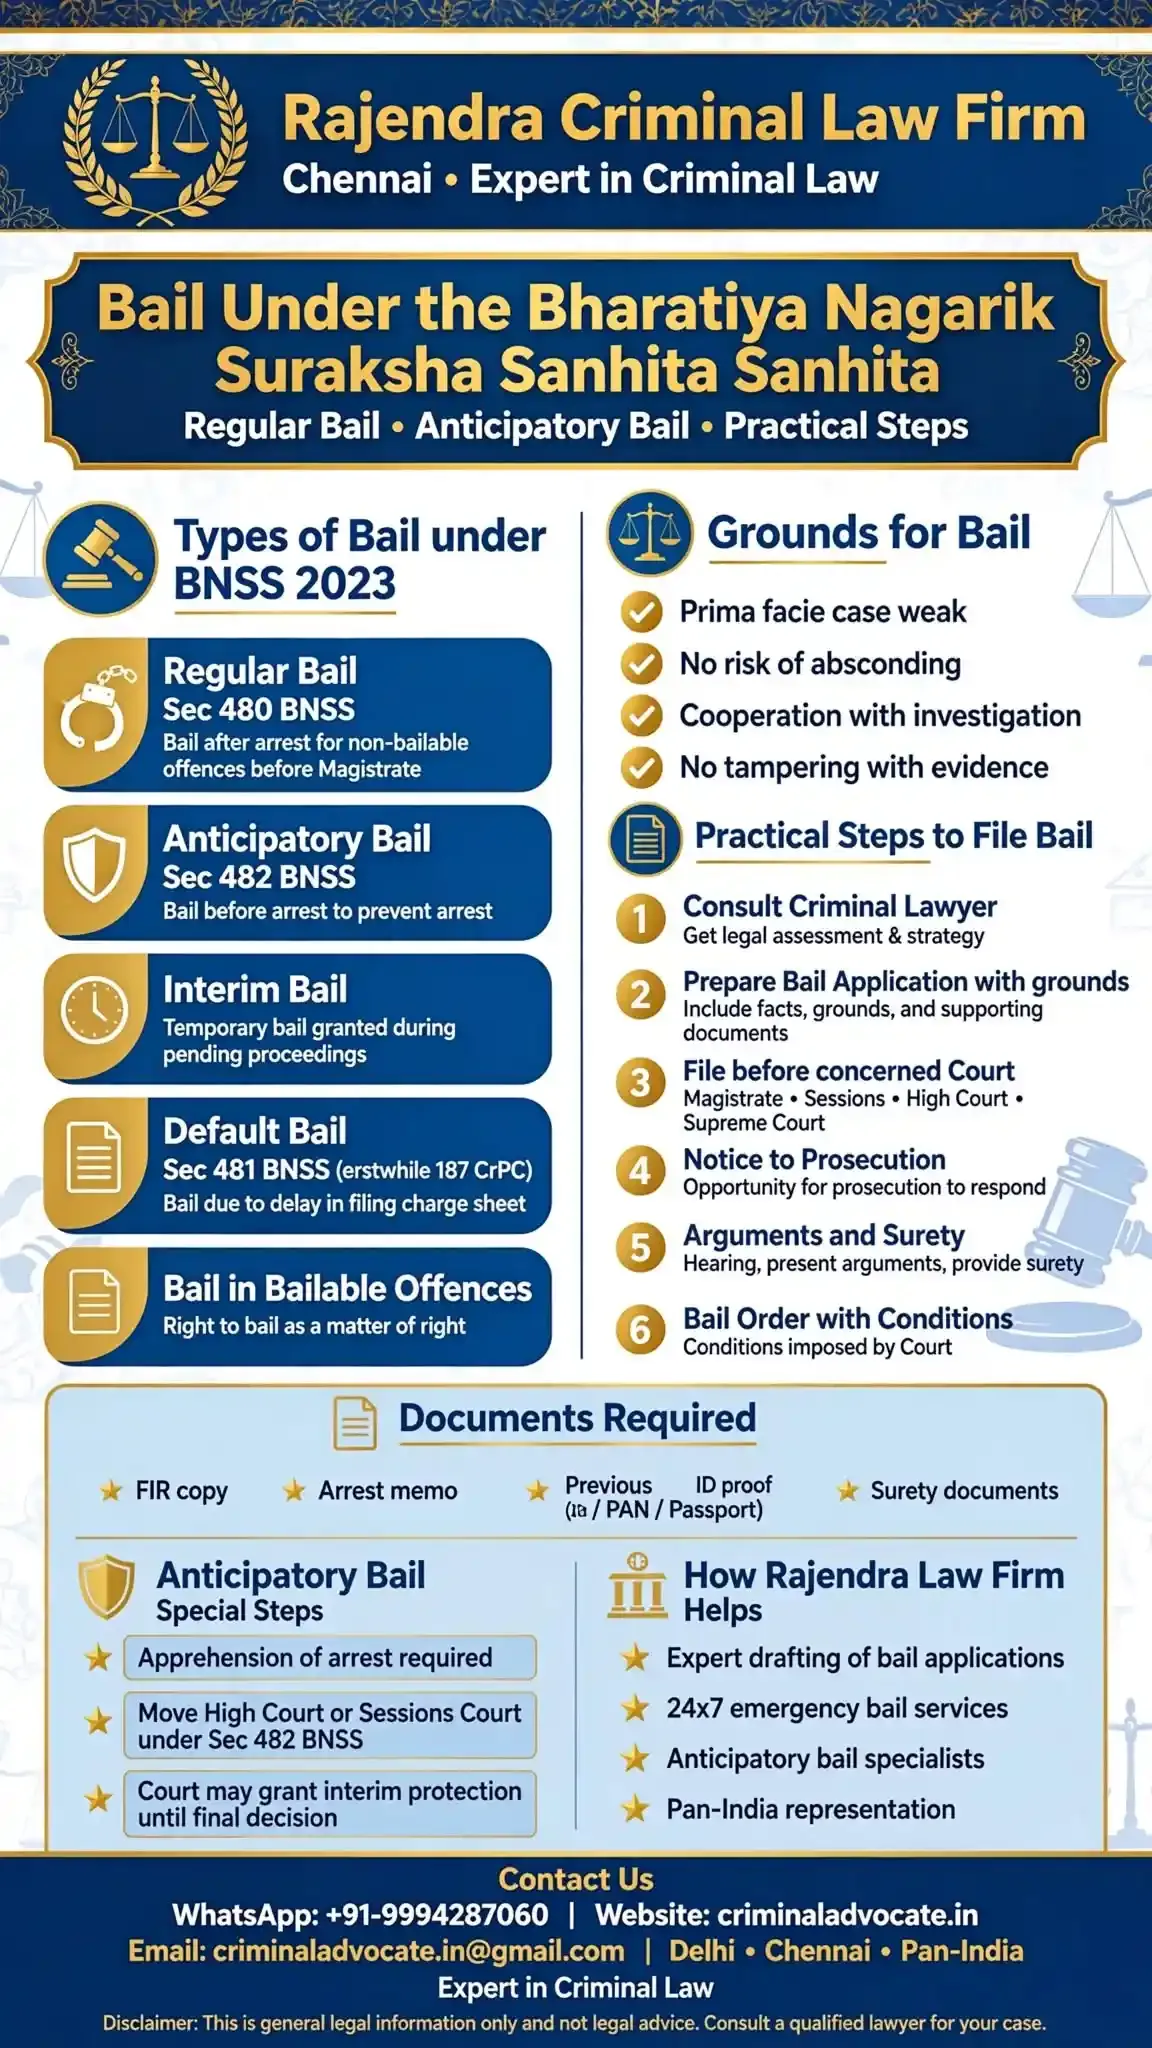 Rajendra Criminal Law Firm
Chennai • Expert in Criminal Law
Bail Under the Bharatiya Nagarik
Suraksha Sanhita Sanhita
Regular Bail • Anticipatory Bail • Practical Steps
Types of Bail under
BNSS 2023
Regular Bail
Sec 480 BNSS
Bail after arrest for non-bailable
offences before Magistrate
Anticipatory Bail
Sec 482 BNSS
Bail before arrest to prevent arrest
Interim Bail
Temporary bail granted during
pending proceedings
Default Bail
Sec 481 BNSS (erstwhile 187 CrPC)
Bail due to delay in filing charge sheet
Bail in Bailable Offences
Right to bail as a matter of right
Grounds for Bail
Prima facie case weak
No risk of absconding
Cooperation with investigation
No tampering with evidence
Practical Steps to File Bail
1 Consult Criminal Lawyer
Get legal assessment & strategy
2 Prepare Bail Application with grounds
Include facts, grounds, and supporting
documents
3 File before concerned Court
Magistrate • Sessions • High Court •
Supreme Court
4 Notice to Prosecution
Opportunity for prosecution to respond
5 Arguments and Surety
Hearing, present arguments, provide surety
6 Bail Order with Conditions
Conditions imposed by Court
Documents Required
FIR copy
Arrest memo
Previous ID proof
( / PAN / Passport)
Surety documents
Anticipatory Bail
Special Steps
Apprehension of arrest required
Move High Court or Sessions Court
under Sec 482 BNSS
Court may grant interim protection
until final decision
How Rajendra Law Firm
Helps
Expert drafting of bail applications
24x7 emergency bail services
Anticipatory bail specialists
Pan-India representation
Contact Us
WhatsApp: +91-9994287060 | Website: criminaladvocate.in
Email: criminaladvocate.in@gmail.com | Delhi • Chennai • Pan-India
Expert in Criminal Law
Disclaimer: This is general legal information only and not legal advice. Consult a qualified lawyer for your case.